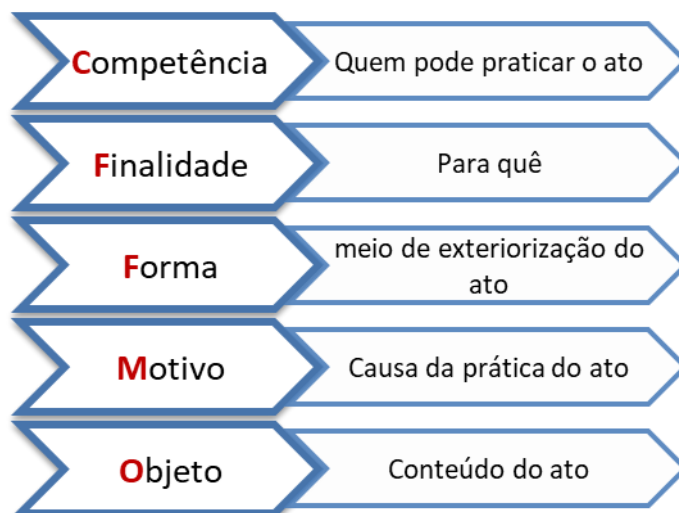 Competência
Quem pode praticar o ato
Finalidade
Para quê
Forma
meio de exteriorização do
ato
Motivo
Causa da prática do ato
Objeto
Conteúdo do ato